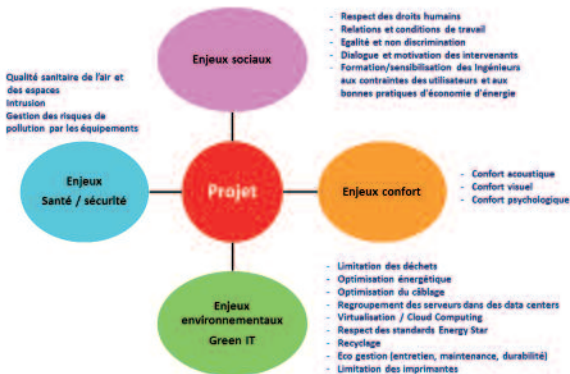 - Respect des droits humains
- Relations et conditions de travail
- Egalité et non discrimination
- Dialogue et motivation des intervenants
- Formation/sensibilisation des Ingénieurs
aux contraintes des utilisateurs et aux
bonnes pratiques d'économie d'énergie
Enjeux sociaux
Qualité sanitaire de l'air et
des espaces
Intrusion
Gestion des risques de
pollution par les équipements
Enjeux
Santé / sécurité
Projet
Enjeux confort
- Confort acoustique
- Confort visuel
- Confort psychologique
Enjeux
environnementaux
Green IT
- Limitation des déchets
- Optimisation énergétique
- Optimisation du câblage
- Regroupement des serveurs dans des data centers
- Virtualisation / Cloud Computing
- Respect des standards Energy Star
- Recyclage
- Eco gestion (entretien, maintenance, durabilité)
- Limitation des imprimantes